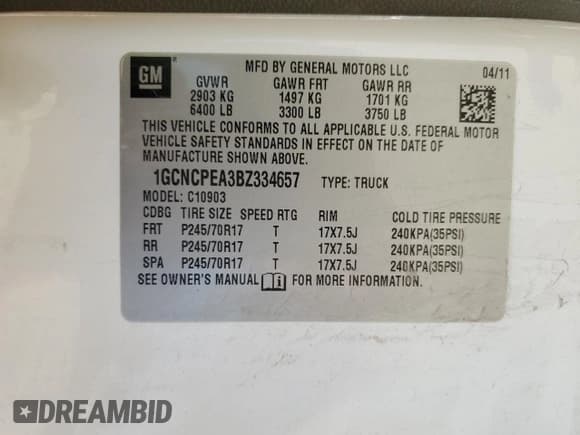 GM
MFD BY GENERAL MOTORS LLC 04/11
GVWR GAWR FRT GAWR RR
2903 KG 1497 KG 1701 KG
6400 LB 3300 LB 3750 LB
THIS VEHICLE CONFORMS TO ALL APPLICABLE U.S. FEDERAL MOTOR
VEHICLE SAFETY STANDARDS IN EFFECT ON THE DATE OF
MANUFACTURE SHOWN ABOVE.
1GCNCPEA3BZ334657 TYPE: TRUCK
MODEL: C10903
CDBG TIRE SIZE SPEED RTG RIM COLD TIRE PRESSURE
FRT P245/70R17 T 17X7.5J 240KPA(35PSI)
RR P245/70R17 T 17X7.5J 240KPA(35PSI)
SPA P245/70R17 T 17X7.5J 240KPA(35PSI)
SEE OWNER'S MANUAL FOR MORE INFORMATION.
DREAMBID